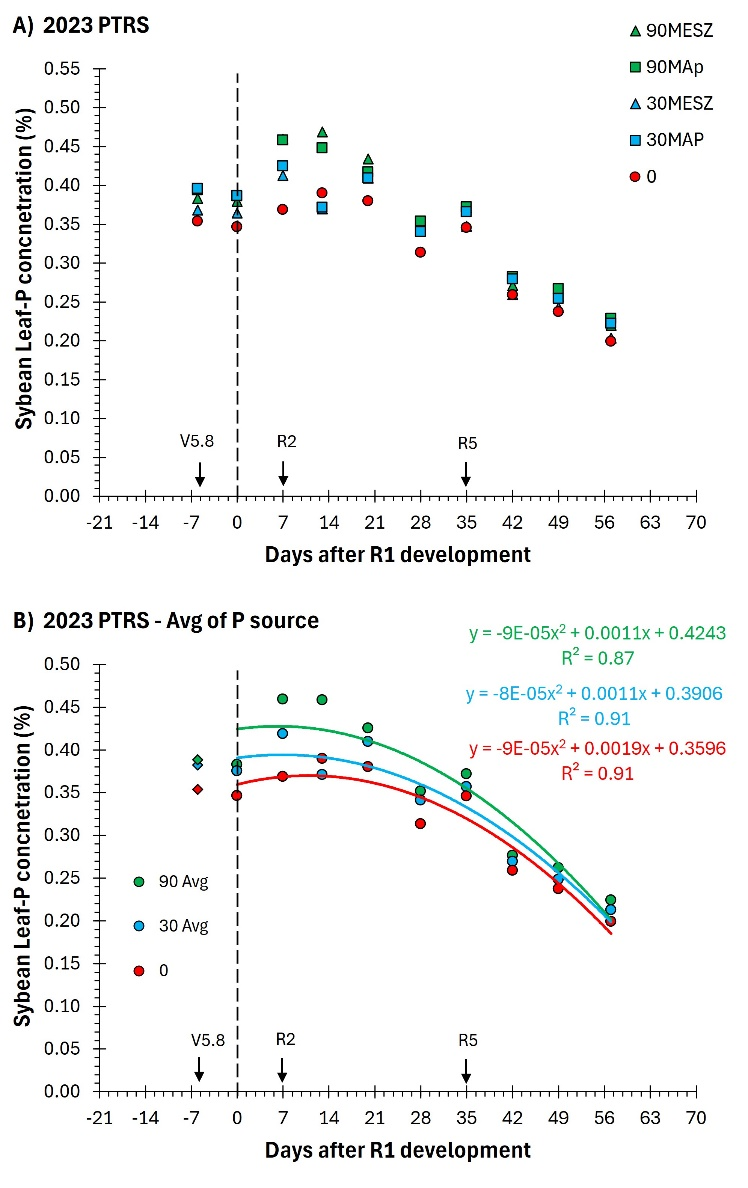 A) 2023 PTRS
90MESZ
90MAp
30MESZ
30MAP
0
0.55
0.50
0.45
0.40
0.35
0.30
0.25
0.20
0.15
0.10
0.05
0.00
Sybean Leaf-P concnetration (%)
V5.8
R2
R5
-21 -14 -7 0 7 14 21 28 35 42 49 56 63 70
Days after R1 development
B) 2023 PTRS - Avg of P source
y = -9E-05x² + 0.0011x + 0.4243
R² = 0.87
y = -8E-05x² + 0.0011x + 0.3906
R² = 0.91
y = -9E-05x² + 0.0019x + 0.3596
R² = 0.91
0.50
0.45
0.40
0.35
0.30
0.25
0.20
0.15
0.10
0.05
0.00
Sybean Leaf-P concnetration (%)
90 Avg
30 Avg
0
V5.8
R2
R5
-21 -14 -7 0 7 14 21 28 35 42 49 56 63 70
Days after R1 development